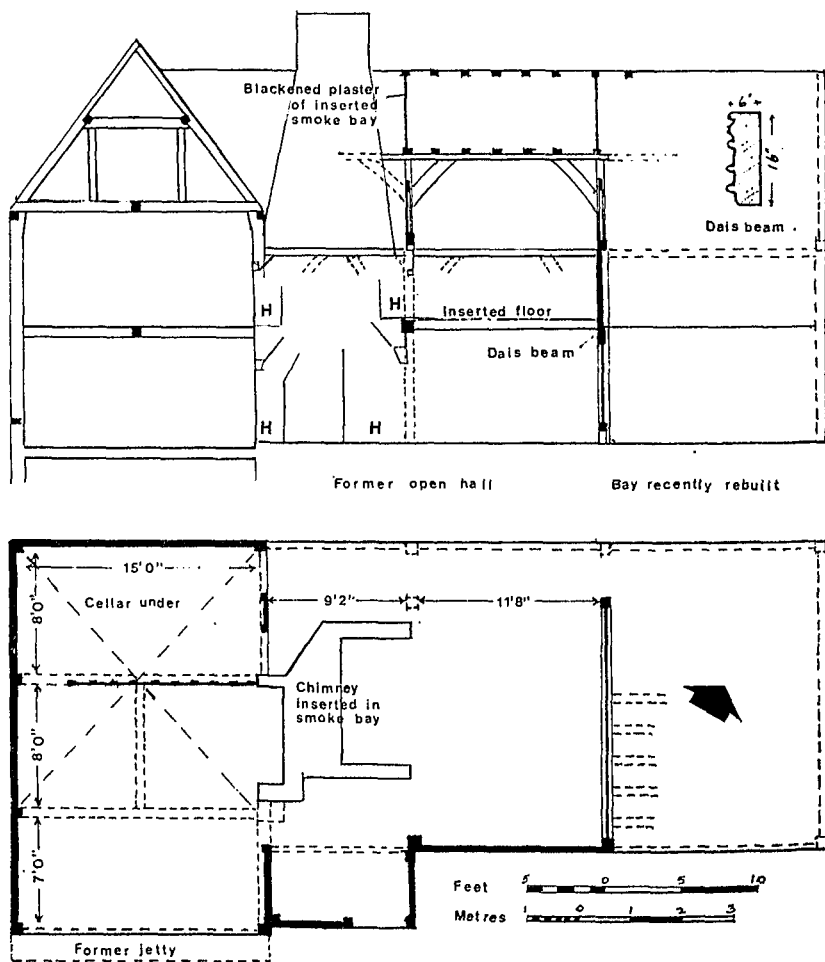 Blackened plaster
of inserted
smoke bay
6"
16"
Dais beam
H
H
Inserted floor
Dais beam
H
H
Former open hall
Bay recently rebuilt
15'0"
8'0"
Cellar under
9'2"
11'8"
Chimney
inserted in
smoke bay
8'0"
7'0"
Feet 5 0 5 10
Metres 1 0 1 2 3
Former jetty